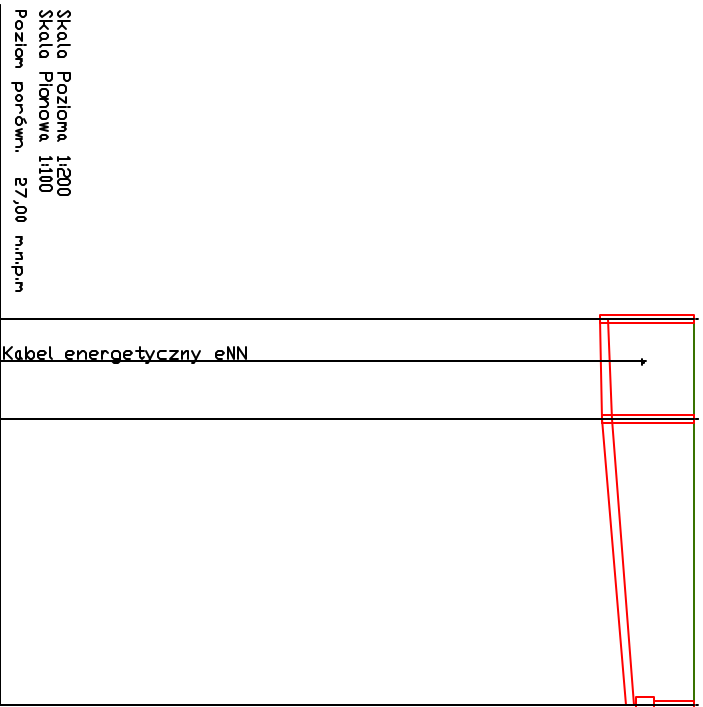 Skala Pozioma 1:200
Skala Pionowa 1:100
Poziom porówn. 27,00 m.n.p.m
Kabel energetyczny eNN